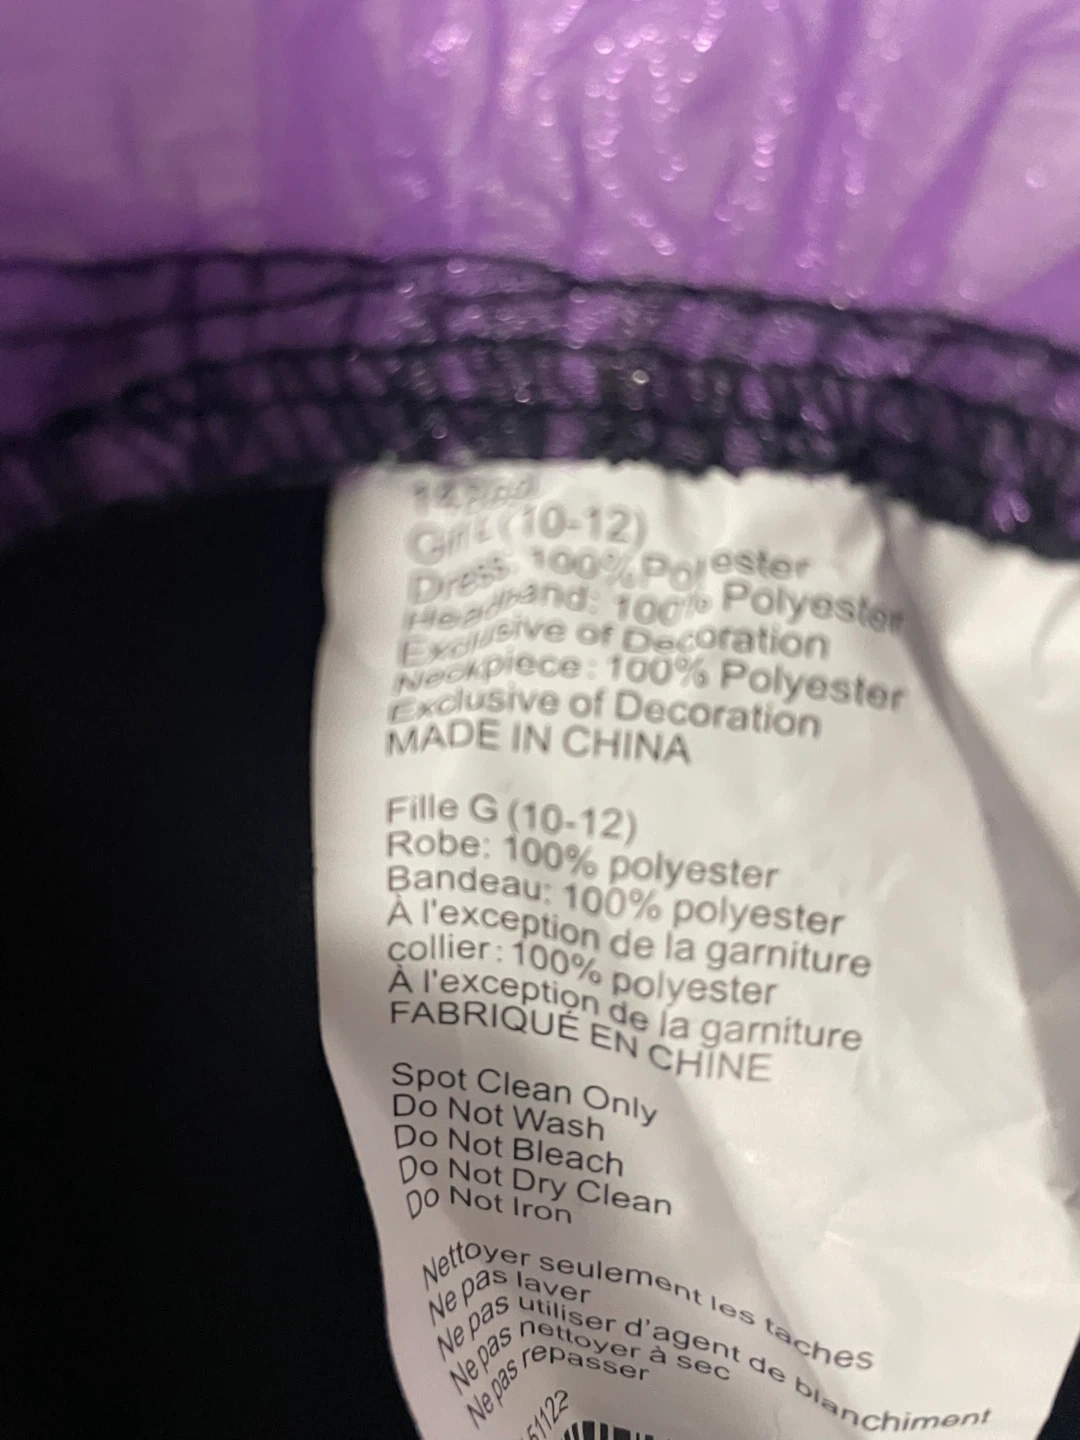 Girl L (10-12)
Dress: 100% Polyester
Headband: 100% Polyester
Exclusive of Decoration
Neckpiece: 100% Polyester
Exclusive of Decoration
MADE IN CHINA
Fille G (10-12)
Robe: 100% polyester
Bandeau: 100% polyester
À l'exception de la garniture
collier: 100% polyester
À l'exception de la garniture
FABRIQUÉ EN CHINE
Spot Clean Only
Do Not Wash
Do Not Bleach
Do Not Dry Clean
Do Not Iron
Nettoyer seulement les taches
Ne pas laver
Ne pas utiliser d'agent de blanchiment
Ne pas nettoyer à sec
Ne pas repasser